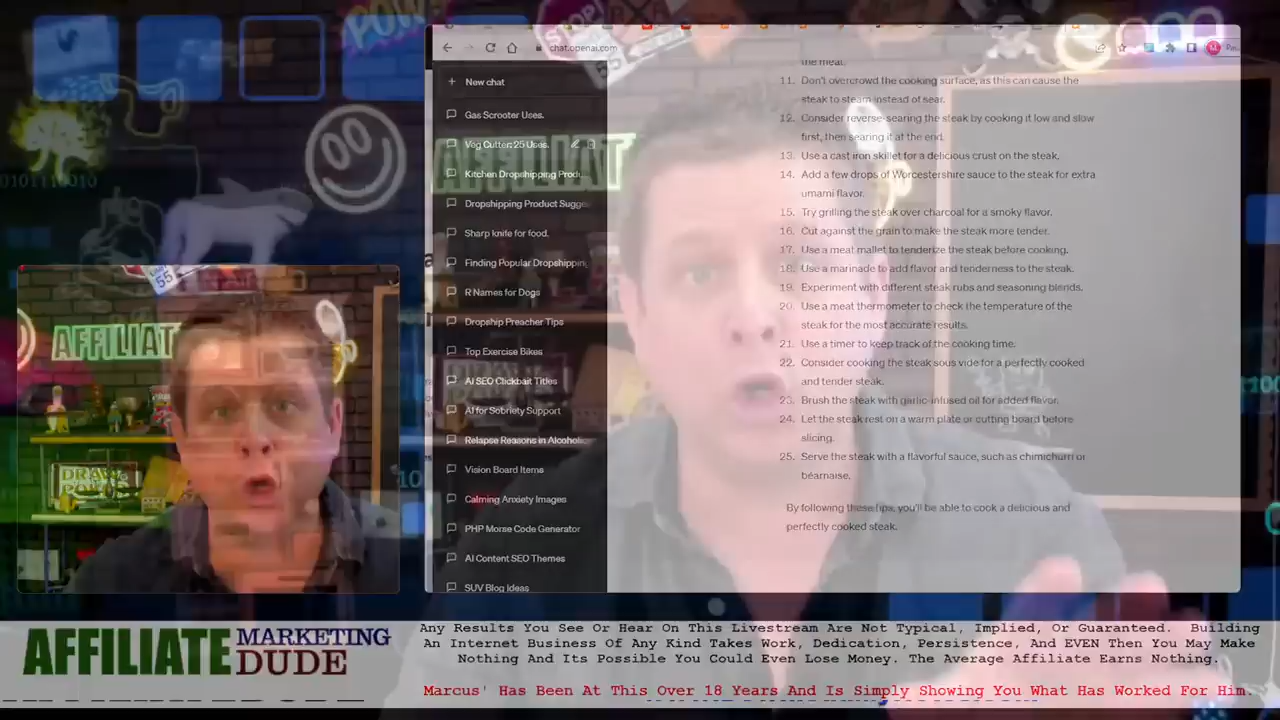 POW!
STOP!
55
chat.openai.com
New chat
Gas Scrooter Uses.
Veg Cutter: 25 Uses.
Kitchen Dropshipping Produ
Dropshipping Product Sugge
Sharp knife for food.
Finding Popular Dropshipping
R Names for Dogs
Dropship Preacher Tips
Top Exercise Bikes
AI SEO Clickbait Titles
AI for Sobriety Support
Relapse Reasons in Alcoholic
Vision Board Items
Calming Anxiety Images
PHP Morse Code Generator
AI Content SEO Themes
SUV Blog Ideas
the meat.
11. Don't overcrowd the cooking surface, as this can cause the
steak to steam instead of sear.
12. Consider reverse-searing the steak by cooking it low and slow
first, then searing it at the end.
13. Use a cast iron skillet for a delicious crust on the steak.
14. Add a few drops of Worcestershire sauce to the steak for extra
umami flavor.
15. Try grilling the steak over charcoal for a smoky flavor.
16. Cut against the grain to make the steak more tender.
17. Use a meat mallet to tenderize the steak before cooking.
18. Use a marinade to add flavor and tenderness to the steak.
19. Experiment with different steak rubs and seasoning blends.
20. Use a meat thermometer to check the temperature of the
steak for the most accurate results.
21. Use a timer to keep track of the cooking time.
22. Consider cooking the steak sous vide for a perfectly cooked
and tender steak.
23. Brush the steak with garlic-infused oil for added flavor.
24. Let the steak rest on a warm plate or cutting board before
slicing.
25. Serve the steak with a flavorful sauce, such as chimichurri or
béarnaise.
By following these tips, you'll be able to cook a delicious and
perfectly cooked steak.
AFFILIAT
AFFILIAT
55
AFFILIATE MARKETING DUDE
Any Results You See Or Hear On This Livestream Are Not Typical, Implied, Or Guaranteed. Building
An Internet Business Of Any Kind Takes Work, Dedication, Persistence, And EVEN Then You May Make
Nothing And Its Possible You Could Even Lose Money. The Average Affiliate Earns Nothing.
Marcus' Has Been At This Over 18 Years And Is Simply Showing You What Has Worked For Him.